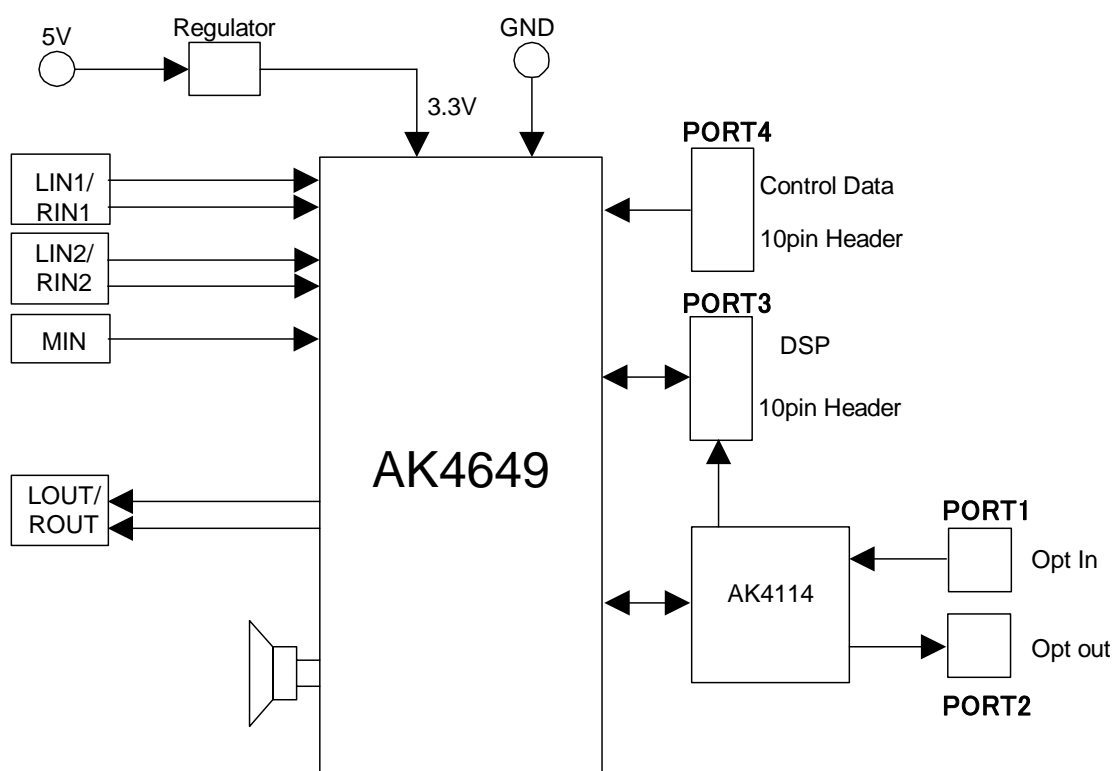 5V
Regulator
GND
3.3V
PORT4
LIN1/
RIN1
Control Data
10pin Header
LIN2/
RIN2
PORT3
MIN
DSP
10pin Header
AK4649
LOUT/
ROUT
PORT1
AK4114
Opt In
Opt out
PORT2